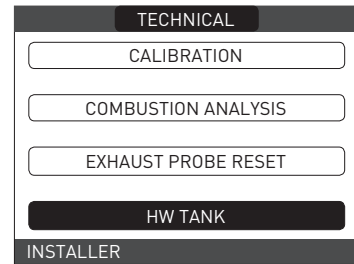 TECHNICAL
CALIBRATION
COMBUSTION ANALYSIS
EXHAUST PROBE RESET
HW TANK
INSTALLER